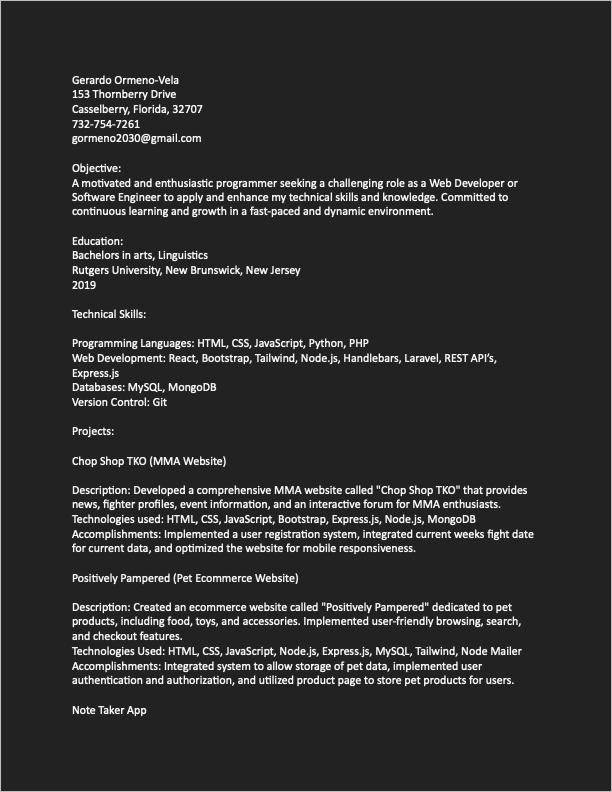 Gerardo Ormeno-Vela
153 Thornberry Drive
Casselberry, Florida, 32707
732-754-7261
gormeno2030@gmail.com
Objective:
A motivated and enthusiastic programmer seeking a challenging role as a Web Developer or
Software Engineer to apply and enhance my technical skills and knowledge. Committed to
continuous learning and growth in a fast-paced and dynamic environment.
Education:
Bachelors in arts, Linguistics
Rutgers University, New Brunswick, New Jersey
2019
Technical Skills:
Programming Languages: HTML, CSS, JavaScript, Python, PHP
Web Development: React, Bootstrap, Tailwind, Node.js, Handlebars, Laravel, REST API’s,
Express.js
Databases: MySQL, MongoDB
Version Control: Git
Projects:
Chop Shop TKO (MMA Website)
Description: Developed a comprehensive MMA website called "Chop Shop TKO" that provides
news, fighter profiles, event information, and an interactive forum for MMA enthusiasts.
Technologies used: HTML, CSS, JavaScript, Bootstrap, Express.js, Node.js, MongoDB
Accomplishments: Implemented a user registration system, integrated current weeks fight date
for current data, and optimized the website for mobile responsiveness.
Positively Pampered (Pet Ecommerce Website)
Description: Created an ecommerce website called "Positively Pampered" dedicated to pet
products, including food, toys, and accessories. Implemented user-friendly browsing, search,
and checkout features.
Technologies Used: HTML, CSS, JavaScript, Node.js, Express.js, MySQL, Tailwind, Node Mailer
Accomplishments: Integrated system to allow storage of pet data, implemented user
authentication and authorization, and utilized product page to store pet products for users.
Note Taker App